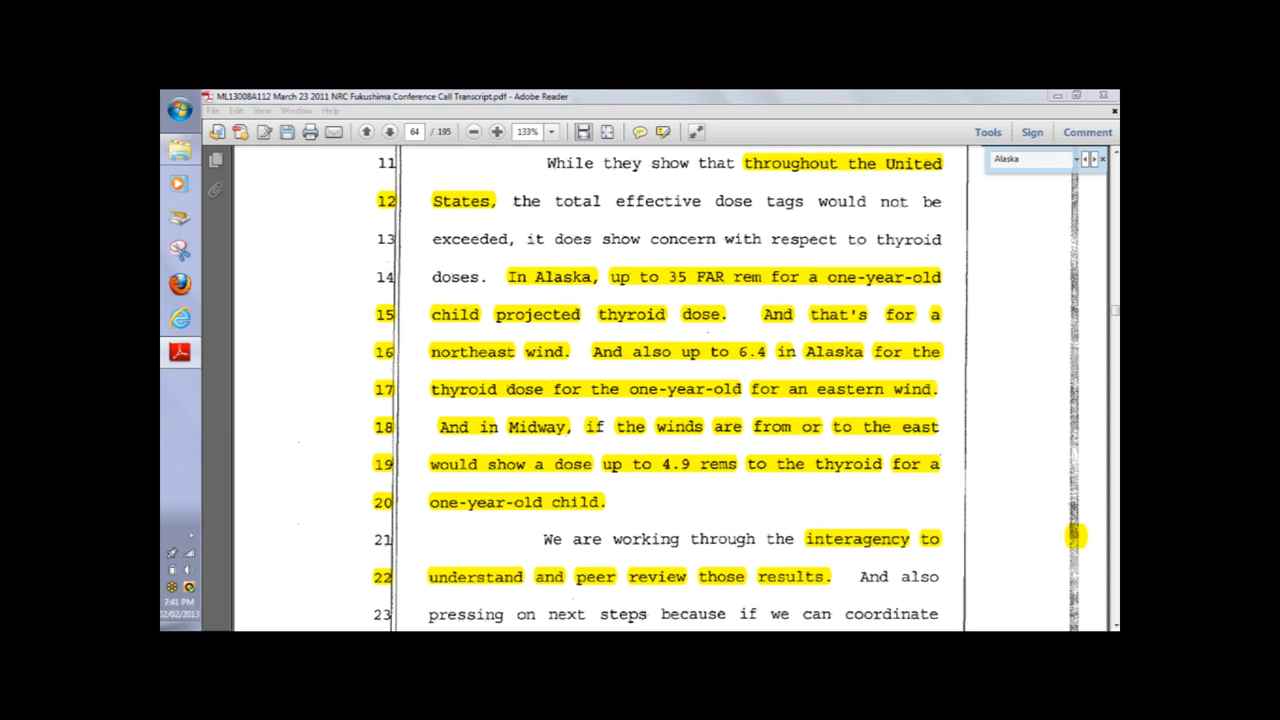 ML13008A112 March 23 2011 NRC Fukushima Conference Call Transcript.pdf - Adobe Reader
File Edit View Window Help
64 / 195 133% Tools Sign Comment
Alaska
11 While they show that throughout the United
12 States, the total effective dose tags would not be
13 exceeded, it does show concern with respect to thyroid
14 doses. In Alaska, up to 35 FAR rem for a one-year-old
15 child projected thyroid dose. And that's for a
16 northeast wind. And also up to 6.4 in Alaska for the
17 thyroid dose for the one-year-old for an eastern wind.
18 And in Midway, if the winds are from or to the east
19 would show a dose up to 4.9 rems to the thyroid for a
20 one-year-old child.
21 We are working through the interagency to
22 understand and peer review those results. And also
23 pressing on next steps because if we can coordinate
7:41 PM
02/02/2013